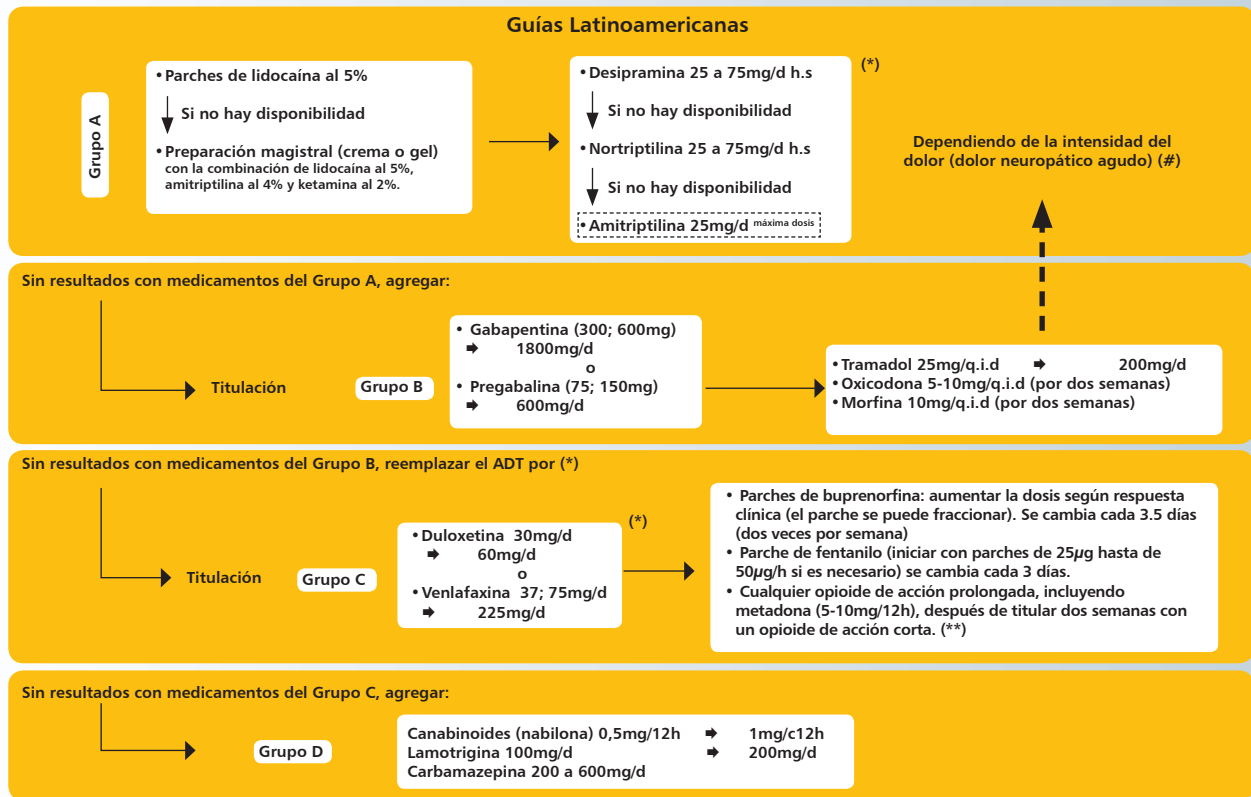 Guías Latinoamericanas
Grupo A
• Parches de lidocaína al 5%
Si no hay disponibilidad
• Preparación magistral (crema o gel)
con la combinación de lidocaína al 5%,
amitriptilina al 4% y ketamina al 2%.
• Desipramina 25 a 75mg/d h.s
Si no hay disponibilidad
• Nortriptilina 25 a 75mg/d h.s
Si no hay disponibilidad
• Amitriptilina 25mg/d máxima dosis
(*)
Dependiendo de la intensidad del
dolor (dolor neuropático agudo) (#)
Sin resultados con medicamentos del Grupo A, agregar:
Titulación
Grupo B
• Gabapentina (300; 600mg)
➡ 1800mg/d
o
• Pregabalina (75; 150mg)
➡ 600mg/d
• Tramadol 25mg/q.i.d ➡ 200mg/d
• Oxicodona 5-10mg/q.i.d (por dos semanas)
• Morfina 10mg/q.i.d (por dos semanas)
Sin resultados con medicamentos del Grupo B, reemplazar el ADT por (*)
Titulación
Grupo C
• Duloxetina 30mg/d
➡ 60mg/d
o
• Venlafaxina 37; 75mg/d
➡ 225mg/d
(*)
• Parches de buprenorfina: aumentar la dosis según respuesta
clínica (el parche se puede fraccionar). Se cambia cada 3.5 días
(dos veces por semana)
• Parche de fentanilo (iniciar con parches de 25µg hasta de
50µg/h si es necesario) se cambia cada 3 días.
• Cualquier opioide de acción prolongada, incluyendo
metadona (5-10mg/12h), después de titular dos semanas con
un opioide de acción corta. (**)
Sin resultados con medicamentos del Grupo C, agregar:
Grupo D
Canabinoides (nabilona) 0,5mg/12h ➡ 1mg/c12h
Lamotrigina 100mg/d ➡ 200mg/d
Carbamazepina 200 a 600mg/d